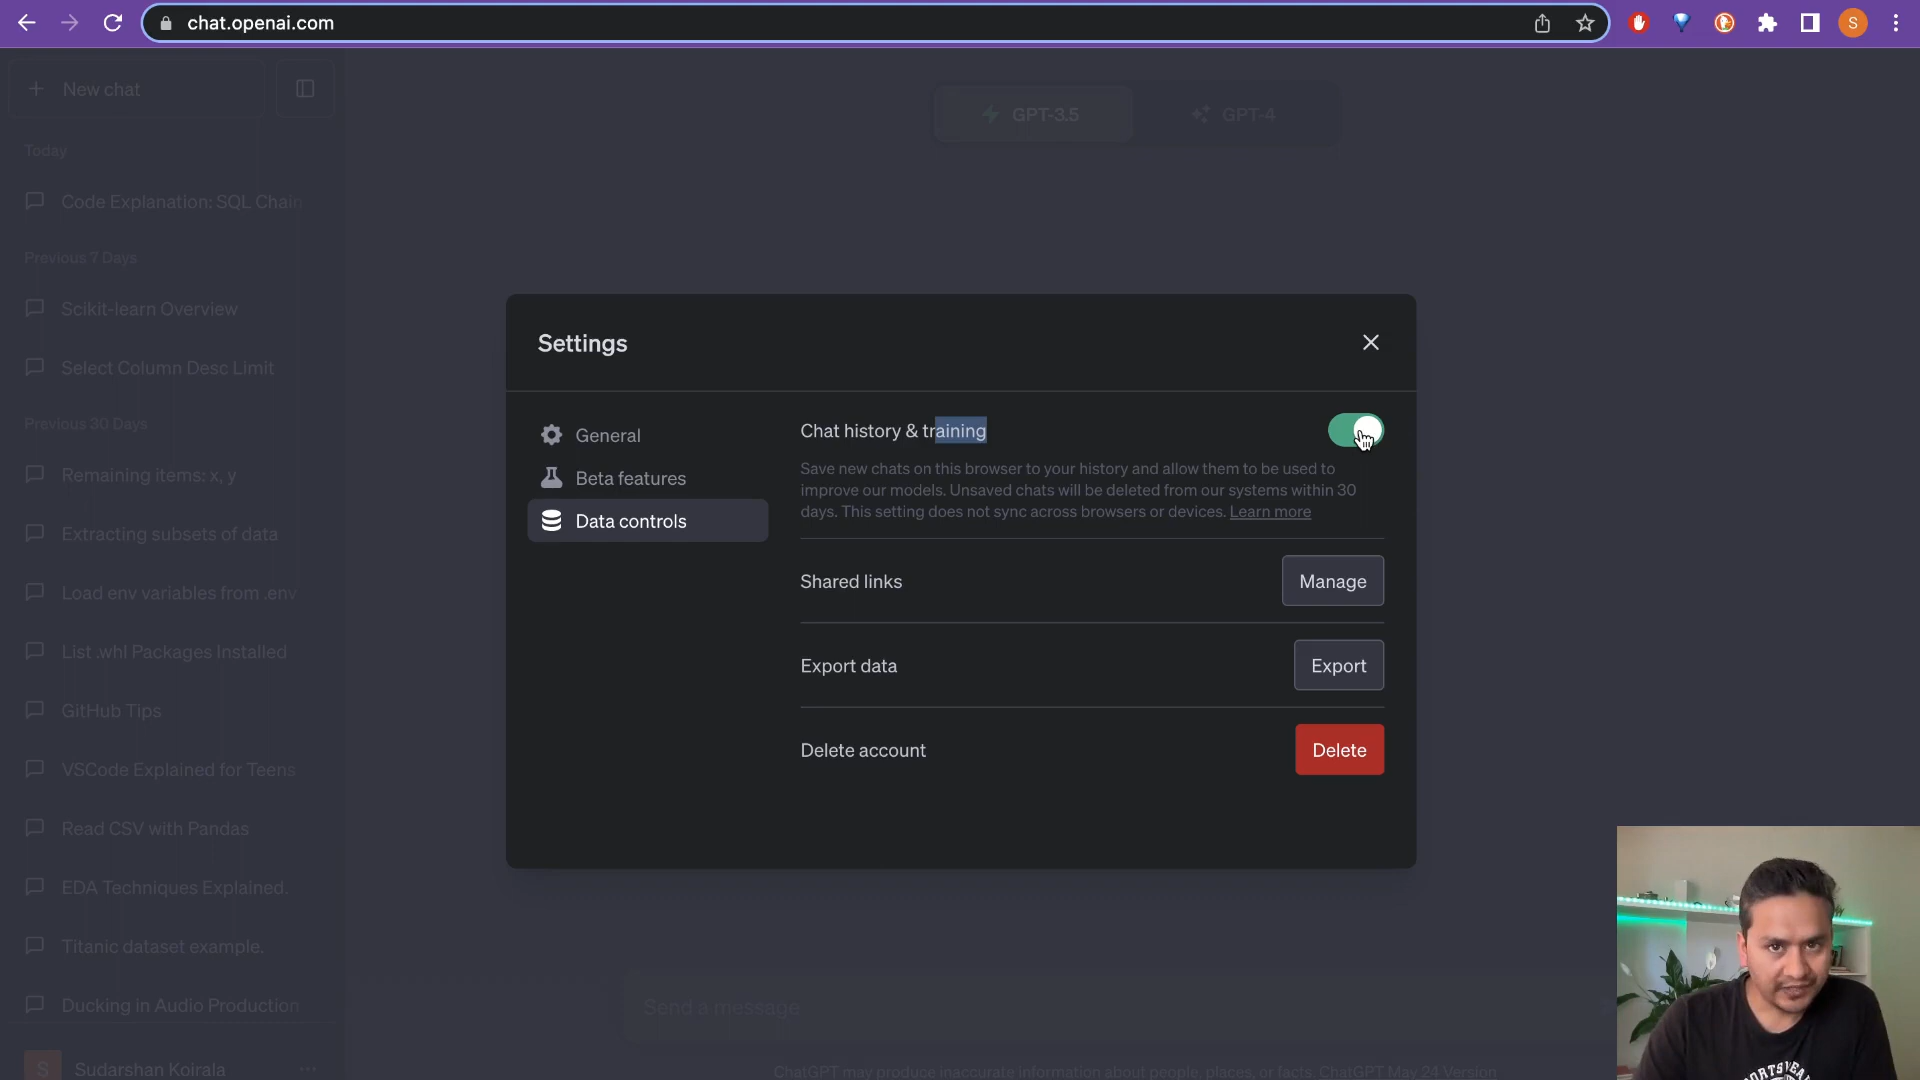 chat.openai.com
S
New chat
GPT-3.5
GPT-4
Today
Code Explanation: SQL Chain
Previous 7 Days
Scikit-learn Overview
Select Column Desc Limit
Previous 30 Days
Remaining items: x, y
Extracting subsets of data
Load env variables from .env
List .whl Packages Installed
GitHub Tips
VSCode Explained for Teens
Read CSV with Pandas
EDA Techniques Explained.
Titanic dataset example.
Ducking in Audio Production
S
Sudarshan Koirala
Settings
General
Beta features
Data controls
Chat history & training
Save new chats on this browser to your history and allow them to be used to
improve our models. Unsaved chats will be deleted from our systems within 30
days. This setting does not sync across browsers or devices. Learn more
Shared links
Manage
Export data
Export
Delete account
Delete
Send a message
ChatGPT may produce inaccurate information about people, places, or facts. ChatGPT May 24 Version